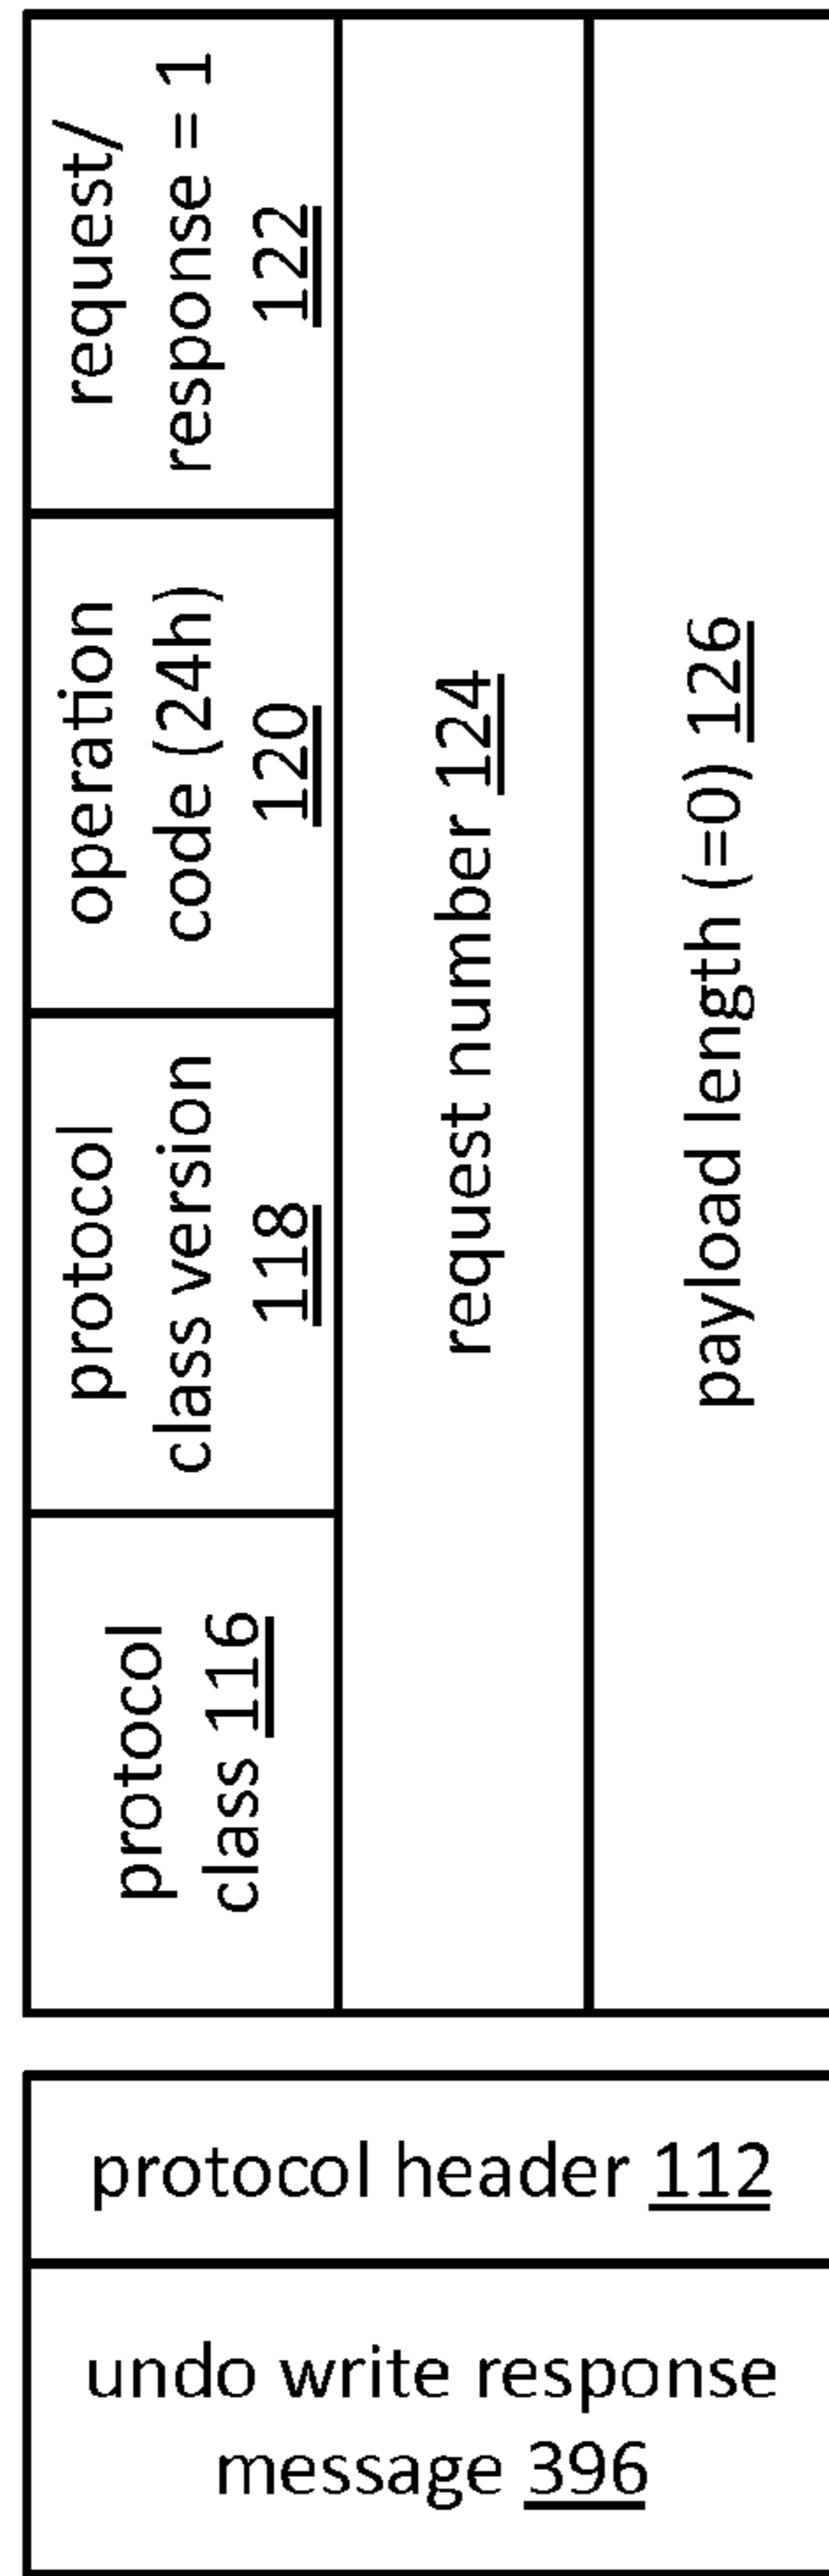 protocol
class 116
protocol
class version
118
operation
code (24h)
120
request/
response = 1
122
request number 124
payload length (=0) 126
protocol header 112
undo write response
message 396